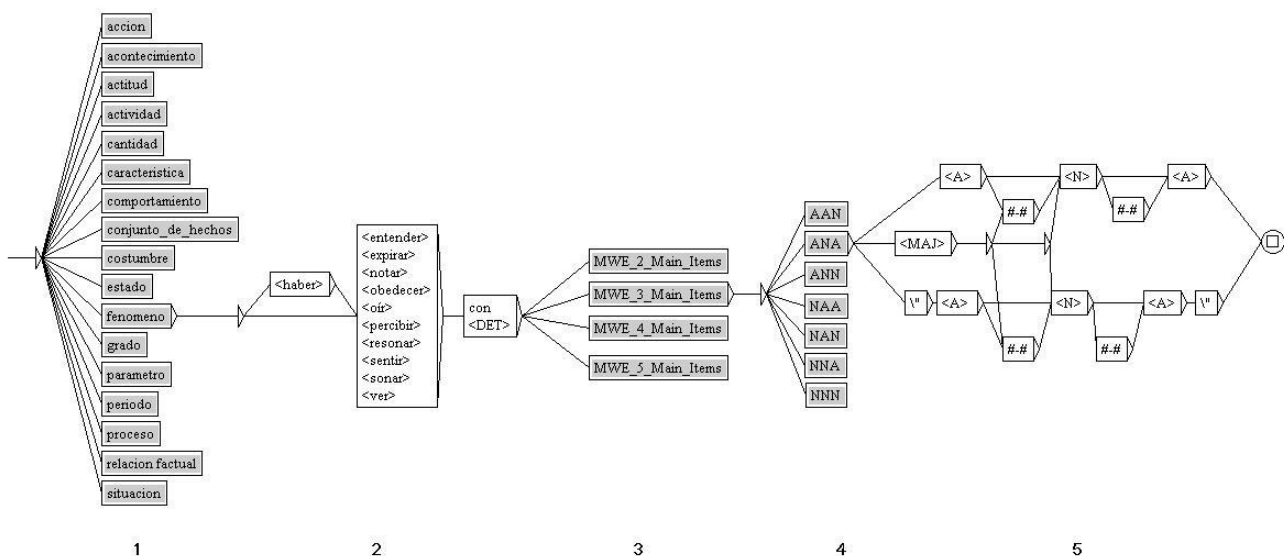 accion
acontecimiento
actitud
actividad
cantidad
caracteristica
comportamiento
conjunto_de_hechos
costumbre
estado
fenomeno
grado
parametro
periodo
proceso
relacion factual
situacion
<haber>
<entender>
<expirar>
<notar>
<obedecer>
<oír>
<percibir>
<resonar>
<sentir>
<sonar>
<ver>
con
<DET>
MWE_2_Main_Items
MWE_3_Main_Items
MWE_4_Main_Items
MWE_5_Main_Items
AAN
ANA
ANN
NAA
NAN
NNA
NNN
<A> <N> <A>
#-# #-#
<MAJ>
\" <A> <N> <A> \"
#-# #-#
1 2 3 4 5